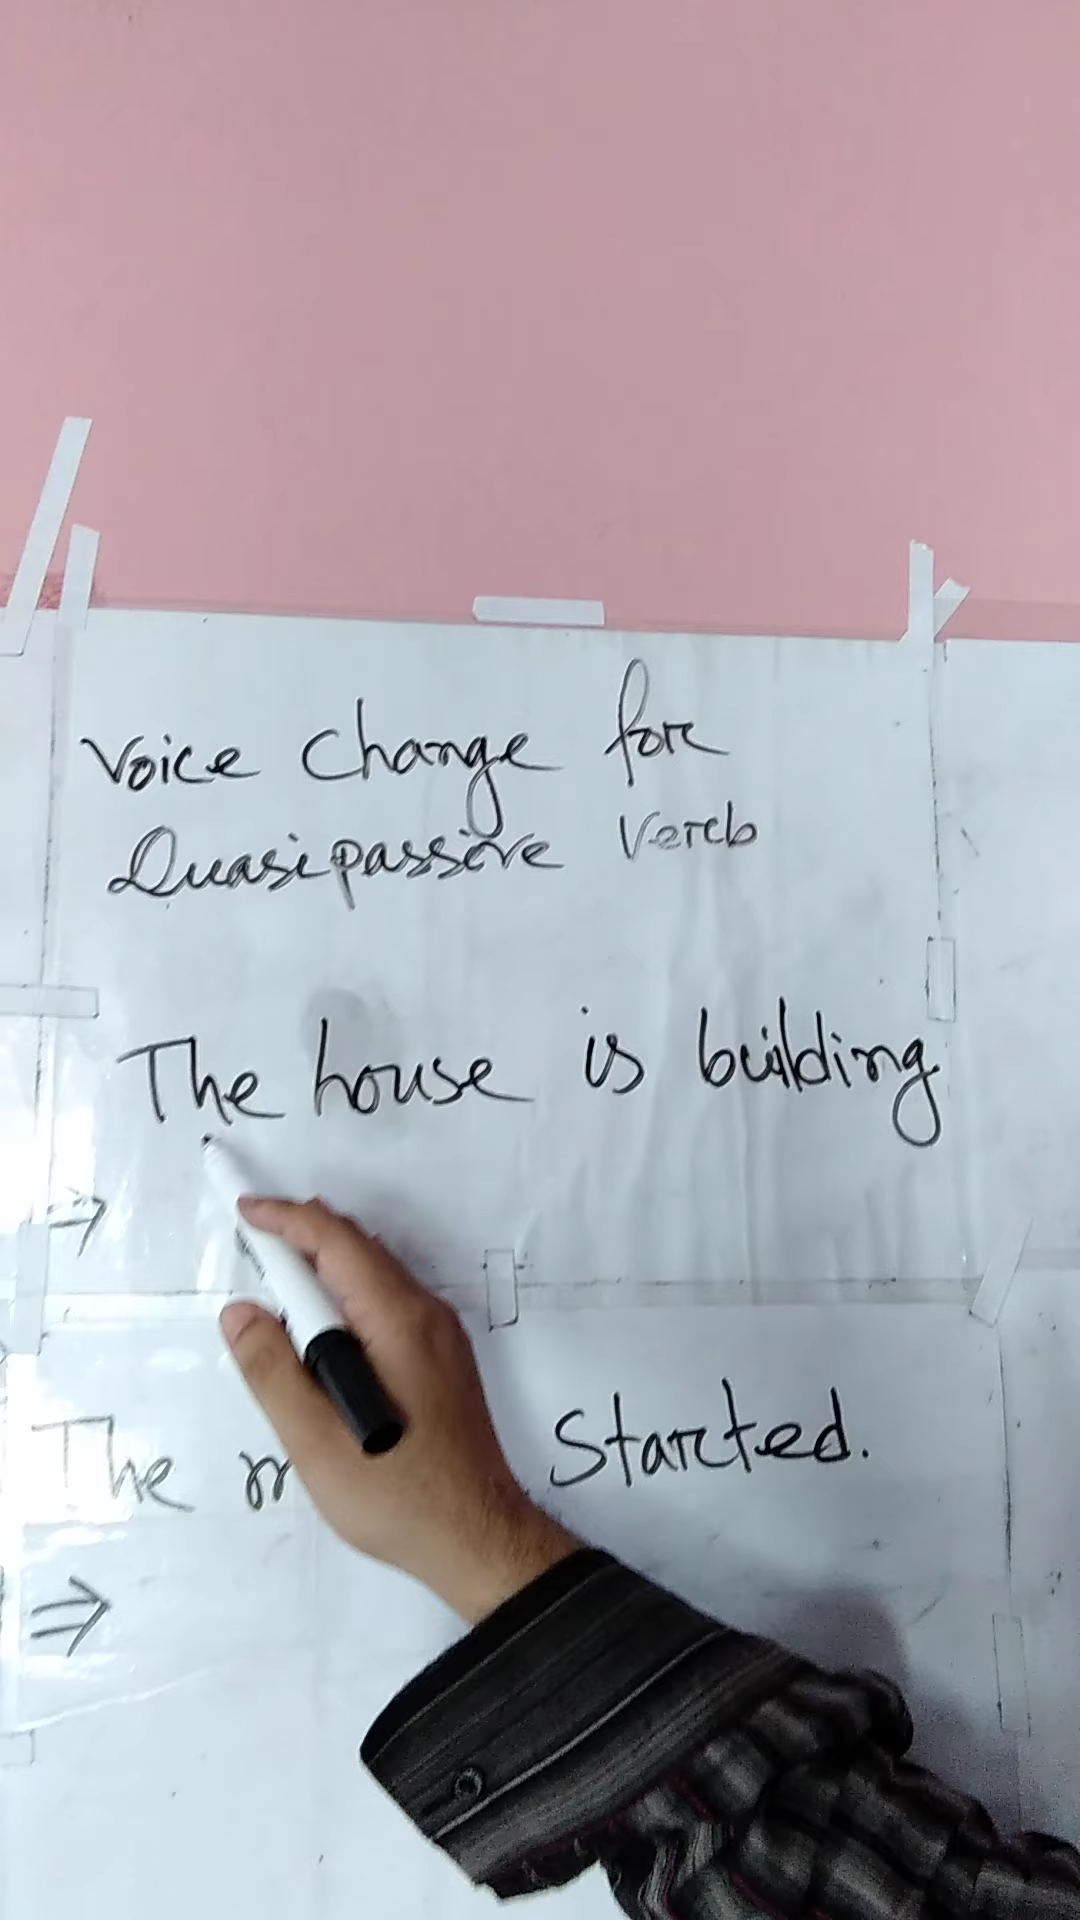 Voice change for
Quasipassive Verb
The house is building
⇒
The started.
⇒